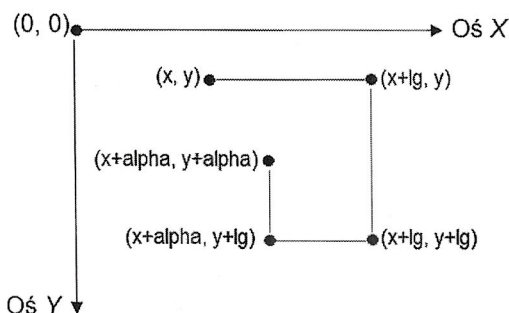 (0, 0)
Oś X
(x, y)
(x+lg, y)
(x+alpha, y+alpha)
(x+alpha, y+lg)
(x+lg, y+lg)
Oś Y